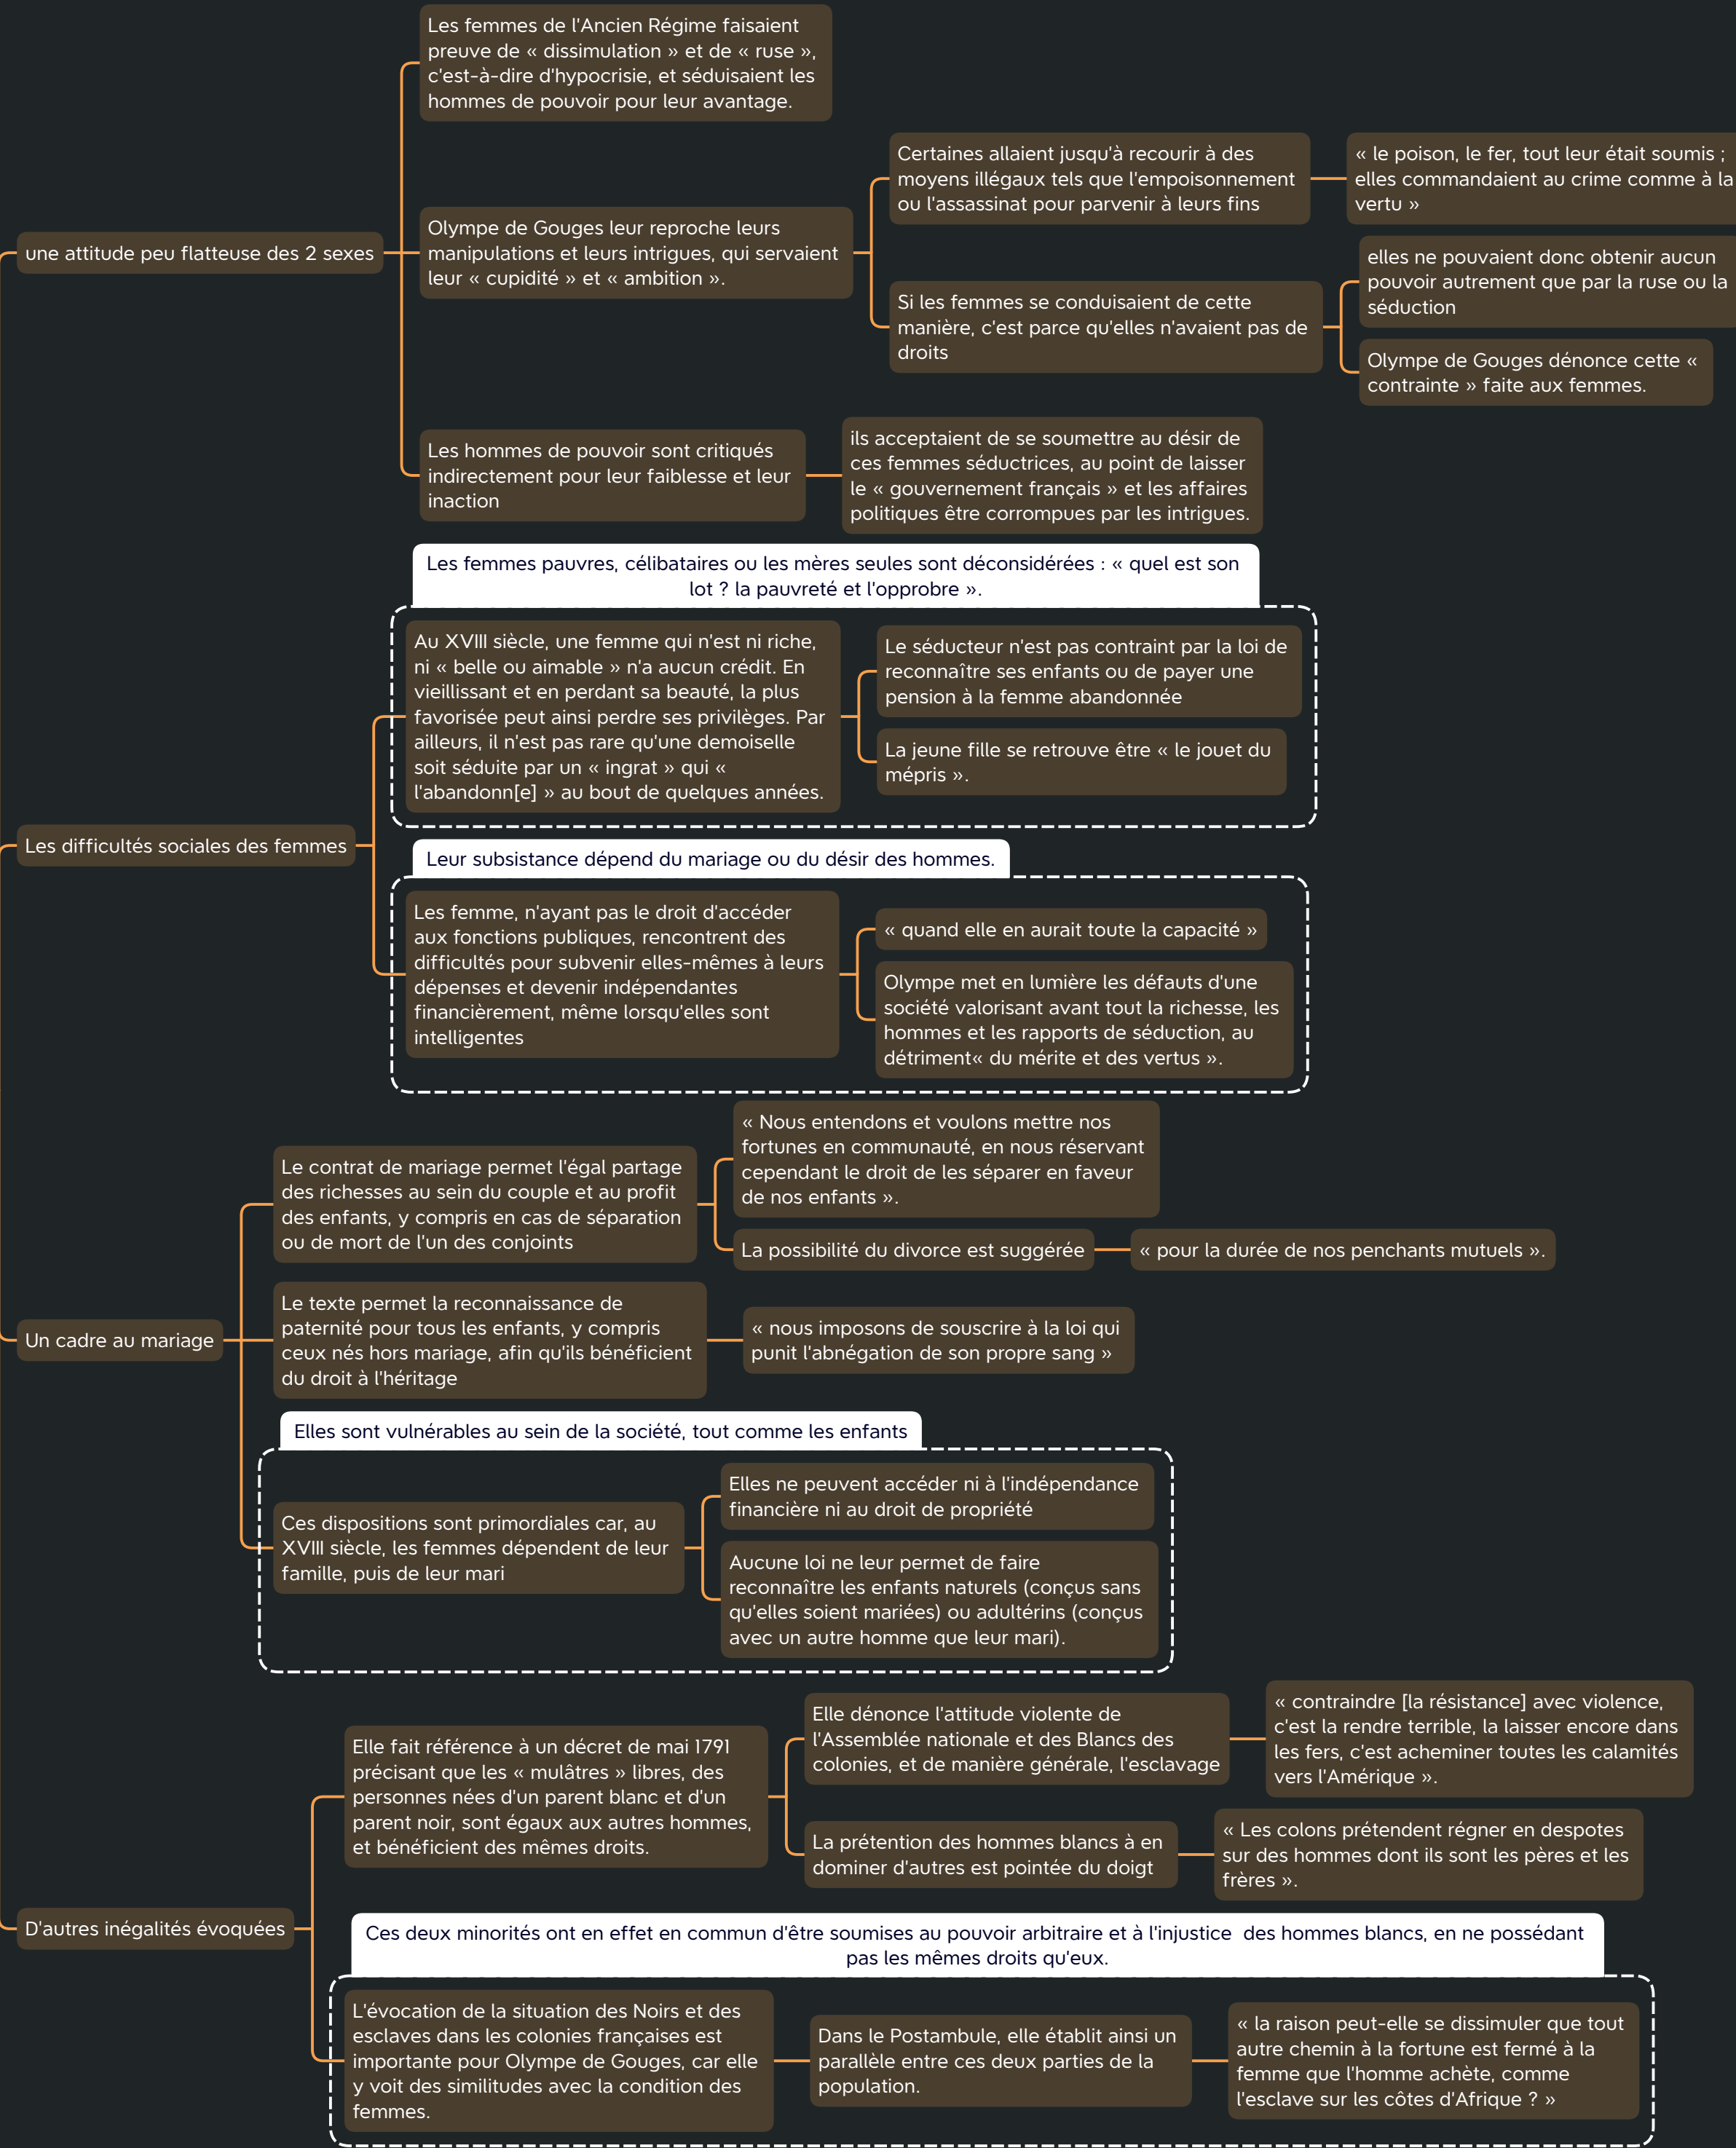 une attitude peu flatteuse des 2 sexes
Les femmes de l'Ancien Régime faisaient
preuve de « dissimulation » et de « ruse »,
c'est-à-dire d'hypocrisie, et séduisaient les
hommes de pouvoir pour leur avantage.
Olympe de Gouges leur reproche leurs
manipulations et leurs intrigues, qui servaient
leur « cupidité » et « ambition ».
Certaines allaient jusqu'à recourir à des
moyens illégaux tels que l'empoisonnement
ou l'assassinat pour parvenir à leurs fins
« le poison, le fer, tout leur était soumis ;
elles commandaient au crime comme à la
vertu »
Si les femmes se conduisaient de cette
manière, c'est parce qu'elles n'avaient pas de
droits
elles ne pouvaient donc obtenir aucun
pouvoir autrement que par la ruse ou la
séduction
Olympe de Gouges dénonce cette «
contrainte » faite aux femmes.
Les hommes de pouvoir sont critiqués
indirectement pour leur faiblesse et leur
inaction
ils acceptaient de se soumettre au désir de
ces femmes séductrices, au point de laisser
le « gouvernement français » et les affaires
politiques être corrompues par les intrigues.
Les difficultés sociales des femmes
Les femmes pauvres, célibataires ou les mères seules sont déconsidérées : « quel est son
lot ? la pauvreté et l'opprobre ».
Au XVIII siècle, une femme qui n'est ni riche,
ni « belle ou aimable » n'a aucun crédit. En
vieillissant et en perdant sa beauté, la plus
favorisée peut ainsi perdre ses privilèges. Par
ailleurs, il n'est pas rare qu'une demoiselle
soit séduite par un « ingrat » qui «
l'abandonn[e] » au bout de quelques années.
Le séducteur n'est pas contraint par la loi de
reconnaître ses enfants ou de payer une
pension à la femme abandonnée
La jeune fille se retrouve être « le jouet du
mépris ».
Leur subsistance dépend du mariage ou du désir des hommes.
Les femme, n'ayant pas le droit d'accéder
aux fonctions publiques, rencontrent des
difficultés pour subvenir elles-mêmes à leurs
dépenses et devenir indépendantes
financièrement, même lorsqu'elles sont
intelligentes
« quand elle en aurait toute la capacité »
Olympe met en lumière les défauts d'une
société valorisant avant tout la richesse, les
hommes et les rapports de séduction, au
détriment« du mérite et des vertus ».
Un cadre au mariage
Le contrat de mariage permet l'égal partage
des richesses au sein du couple et au profit
des enfants, y compris en cas de séparation
ou de mort de l'un des conjoints
« Nous entendons et voulons mettre nos
fortunes en communauté, en nous réservant
cependant le droit de les séparer en faveur
de nos enfants ».
La possibilité du divorce est suggérée
« pour la durée de nos penchants mutuels ».
Le texte permet la reconnaissance de
paternité pour tous les enfants, y compris
ceux nés hors mariage, afin qu'ils bénéficient
du droit à l'héritage
« nous imposons de souscrire à la loi qui
punit l'abnégation de son propre sang »
Elles sont vulnérables au sein de la société, tout comme les enfants
Ces dispositions sont primordiales car, au
XVIII siècle, les femmes dépendent de leur
famille, puis de leur mari
Elles ne peuvent accéder ni à l'indépendance
financière ni au droit de propriété
Aucune loi ne leur permet de faire
reconnaître les enfants naturels (conçus sans
qu'elles soient mariées) ou adultérins (conçus
avec un autre homme que leur mari).
D'autres inégalités évoquées
Elle fait référence à un décret de mai 1791
précisant que les « mulâtres » libres, des
personnes nées d'un parent blanc et d'un
parent noir, sont égaux aux autres hommes,
et bénéficient des mêmes droits.
Elle dénonce l'attitude violente de
l'Assemblée nationale et des Blancs des
colonies, et de manière générale, l'esclavage
« contraindre [la résistance] avec violence,
c'est la rendre terrible, la laisser encore dans
les fers, c'est acheminer toutes les calamités
vers l'Amérique ».
La prétention des hommes blancs à en
dominer d'autres est pointée du doigt
« Les colons prétendent régner en despotes
sur des hommes dont ils sont les pères et les
frères ».
Ces deux minorités ont en effet en commun d'être soumises au pouvoir arbitraire et à l'injustice  des hommes blancs, en ne possédant
pas les mêmes droits qu'eux.
L'évocation de la situation des Noirs et des
esclaves dans les colonies françaises est
importante pour Olympe de Gouges, car elle
y voit des similitudes avec la condition des
femmes.
Dans le Postambule, elle établit ainsi un
parallèle entre ces deux parties de la
population.
« la raison peut-elle se dissimuler que tout
autre chemin à la fortune est fermé à la
femme que l'homme achète, comme
l'esclave sur les côtes d'Afrique ? »